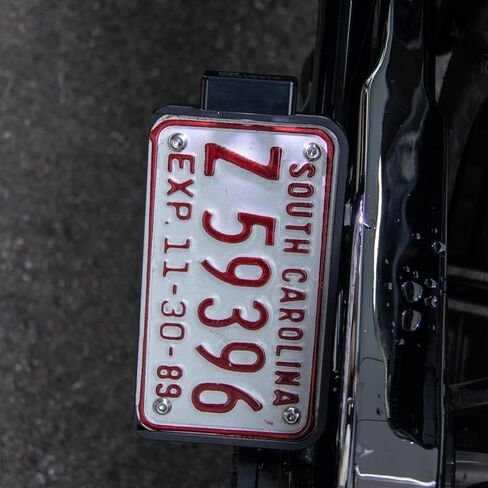 SOUTH CAROLINA
Z59396
EXP. 11-30-89